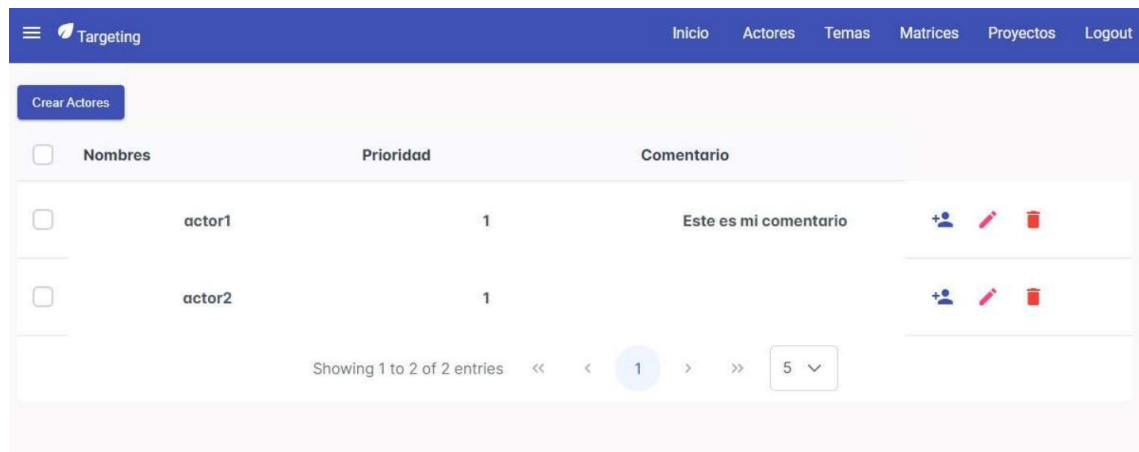 Targeting Inicio Actores Temas Matrices Proyectos Logout
Crear Actores
Nombres Prioridad Comentario
actor1 1 Este es mi comentario
actor2 1
Showing 1 to 2 of 2 entries << < 1 > >> 5